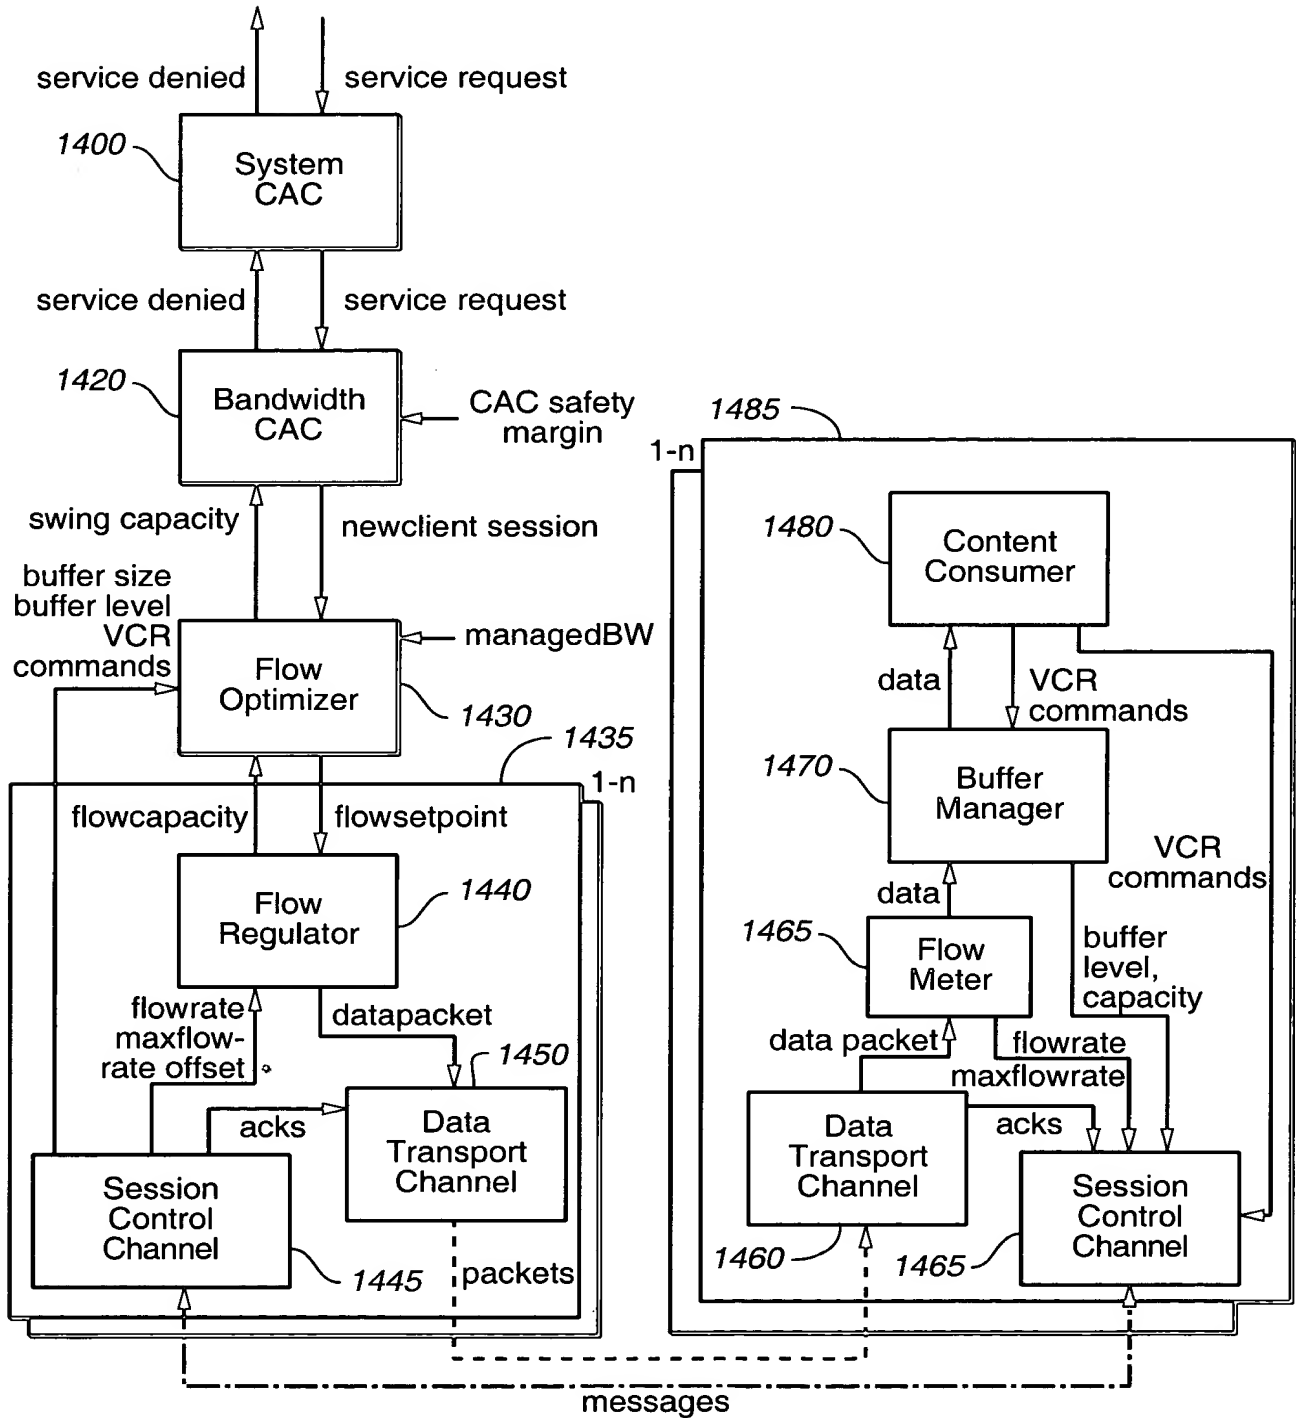 service denied
service request
1400
System
CAC
service denied
service request
1420
Bandwidth
CAC
CAC safety
margin
swing capacity
newclient session
buffer size
buffer level
VCR
commands
managedBW
Flow
Optimizer
1430
1435
1-n
flowcapacity
flowsetpoint
1440
Flow
Regulator
flowrate
maxflow-
rate offset
datapacket
1450
acks
Data
Transport
Channel
Session
Control
Channel
1445
packets
1485
1-n
1480
Content
Consumer
data
VCR
commands
1470
Buffer
Manager
VCR
commands
data
1465
Flow
Meter
buffer
level,
capacity
data packet
flowrate
maxflowrate
acks
Data
Transport
Channel
1460
Session
Control
Channel
1465
messages